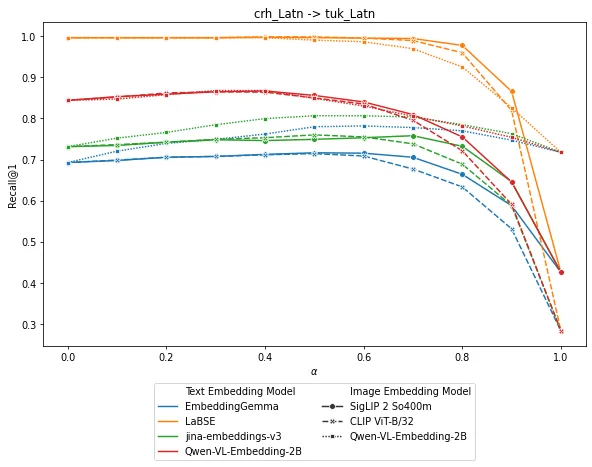 crh_Latn -> tuk_Latn
Recall@1
1.0
0.9
0.8
0.7
0.6
0.5
0.4
0.3
0.0 0.2 0.4 0.6 0.8 1.0
α
Text Embedding Model Image Embedding Model
EmbeddingGemma SigLIP 2 So400m
LaBSE CLIP ViT-B/32
jina-embeddings-v3 Qwen-VL-Embedding-2B
Qwen-VL-Embedding-2B